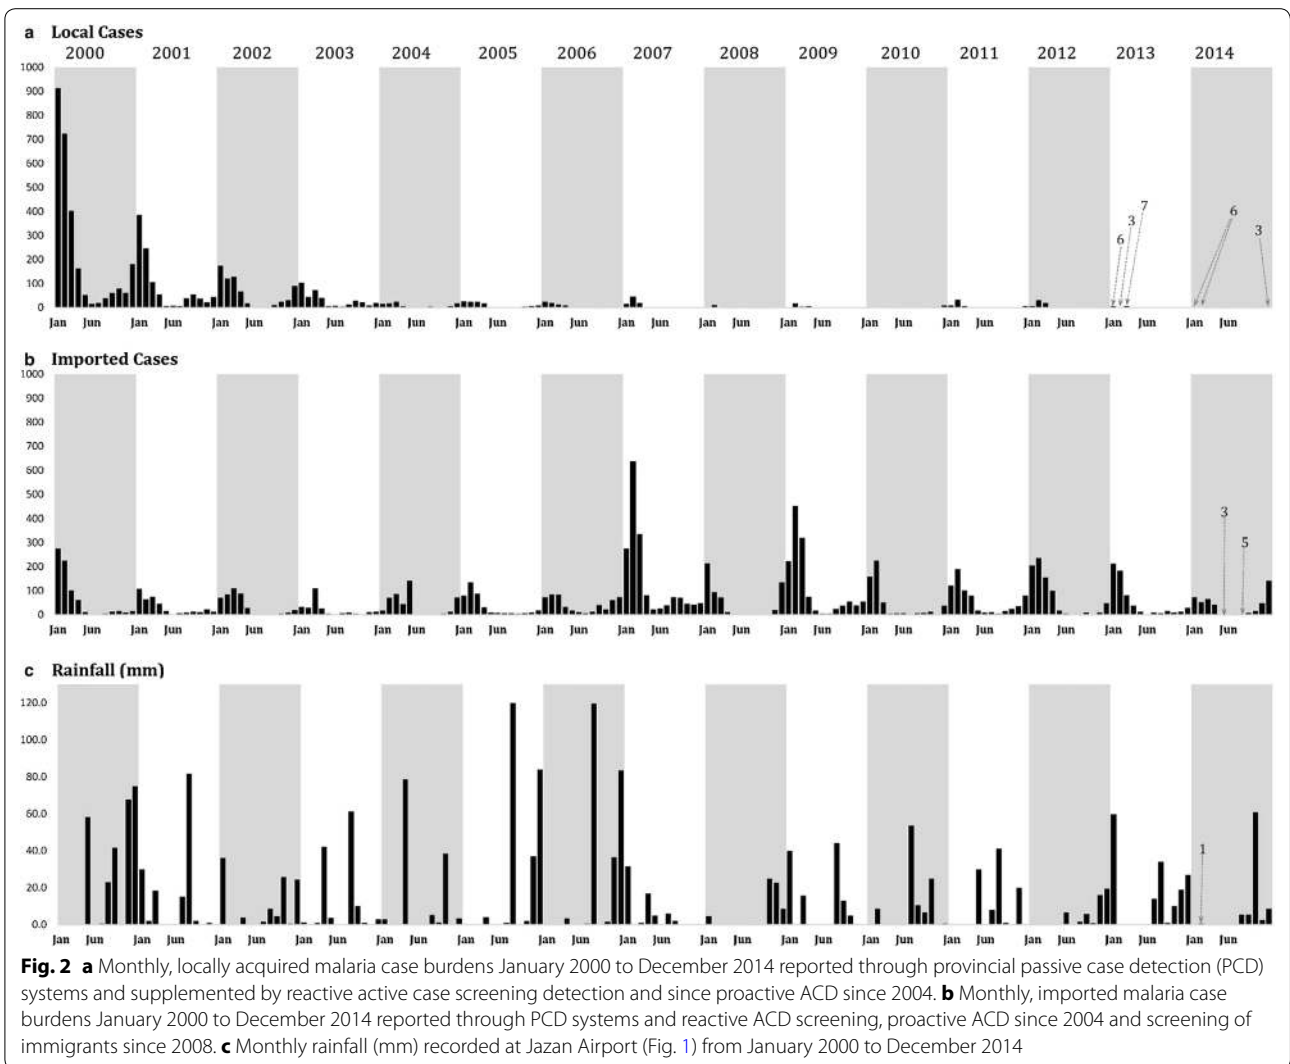 a Local Cases
2000 2001 2002 2003 2004 2005 2006 2007 2008 2009 2010 2011 2012 2013 2014
1000
900
800
700
600
500
400
300
200
100
0
6 3 7 6 3
Jan Jun Jan Jun Jan Jun Jan Jun Jan Jun Jan Jun Jan Jun Jan Jun Jan Jun Jan Jun Jan Jun Jan Jun Jan Jun Jan Jun Jan Jun
b Imported Cases
1000
900
800
700
600
500
400
300
200
100
0
3 5
Jan Jun Jan Jun Jan Jun Jan Jun Jan Jun Jan Jun Jan Jun Jan Jun Jan Jun Jan Jun Jan Jun Jan Jun Jan Jun Jan Jun Jan Jun
c Rainfall (mm)
120.0
100.0
80.0
60.0
40.0
20.0
0.0
1
Jan Jun Jan Jun Jan Jun Jan Jun Jan Jun Jan Jun Jan Jun Jan Jun Jan Jun Jan Jun Jan Jun Jan Jun Jan Jun Jan Jun Jan Jun
Fig. 2 a Monthly, locally acquired malaria case burdens January 2000 to December 2014 reported through provincial passive case detection (PCD)
systems and supplemented by reactive active case screening detection and since proactive ACD since 2004. b Monthly, imported malaria case
burdens January 2000 to December 2014 reported through PCD systems and reactive ACD screening, proactive ACD since 2004 and screening of
immigrants since 2008. c Monthly rainfall (mm) recorded at Jazan Airport (Fig. 1) from January 2000 to December 2014